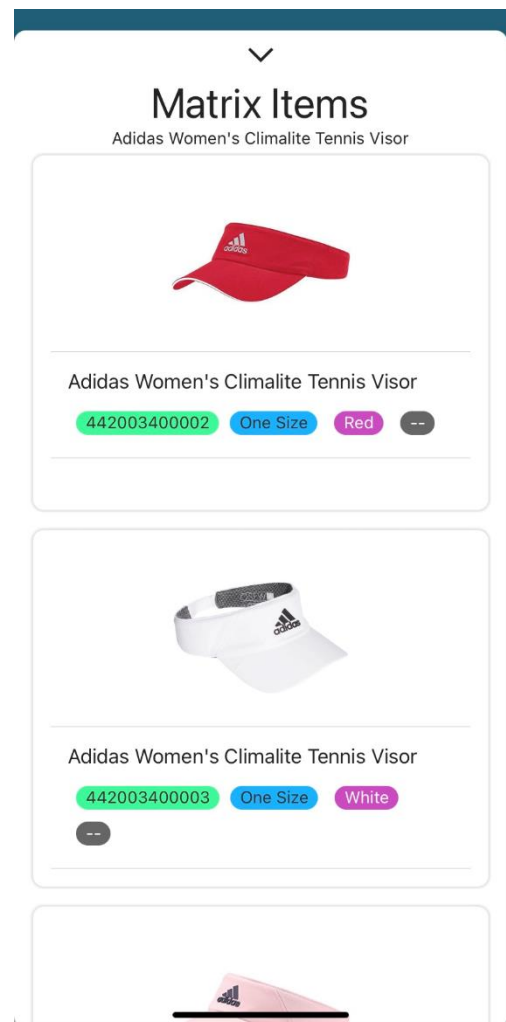 Matrix Items
Adidas Women's Climalite Tennis Visor
adidas
Adidas Women's Climalite Tennis Visor
442003400002 One Size Red --
adidas
Adidas Women's Climalite Tennis Visor
442003400003 One Size White
--
adidas